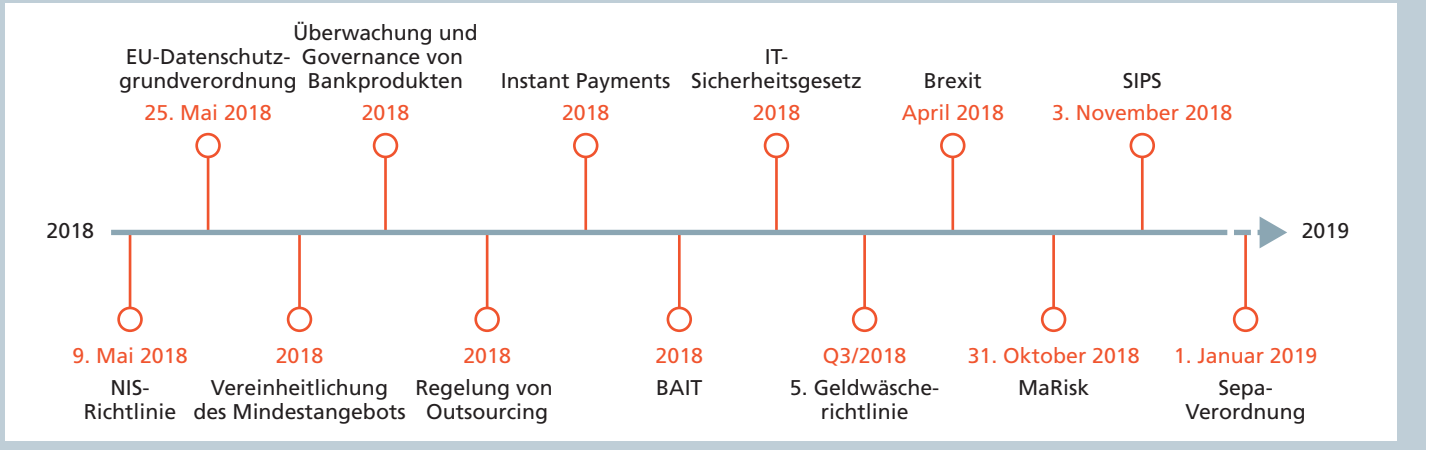 EU-Datenschutz-
grundverordnung
25. Mai 2018
Überwachung und
Governance von
Bankprodukten
2018
Instant Payments
2018
IT-
Sicherheitsgesetz
2018
Brexit
April 2018
SIPS
3. November 2018
2018
2019
9. Mai 2018
NIS-
Richtlinie
2018
Vereinheitlichung
des Mindestangebots
2018
Regelung von
Outsourcing
2018
BAIT
Q3/2018
5. Geldwäsche-
richtlinie
31. Oktober 2018
MaRisk
1. Januar 2019
Sepa-
Verordnung